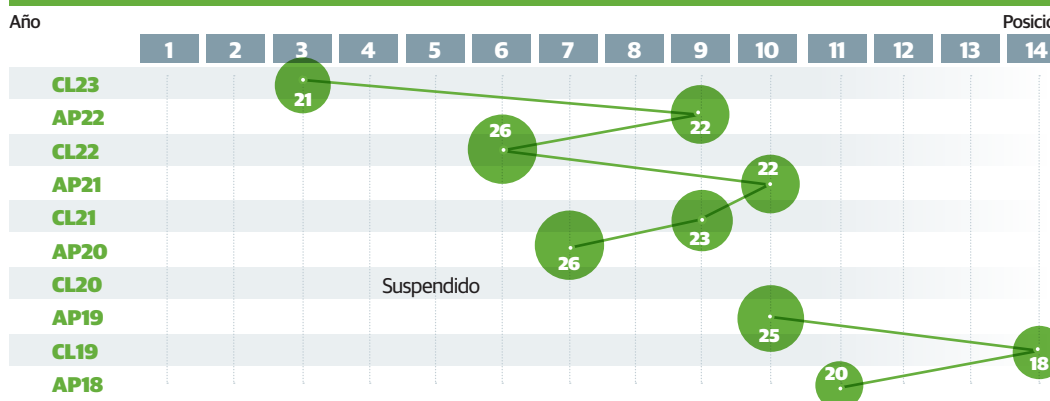 Año Posició
1 2 3 4 5 6 7 8 9 10 11 12 13 14
CL23 21
AP22 22
CL22 26
AP21 22
CL21 23
AP20 26
CL20 Suspendido
AP19 25
CL19 18
AP18 20